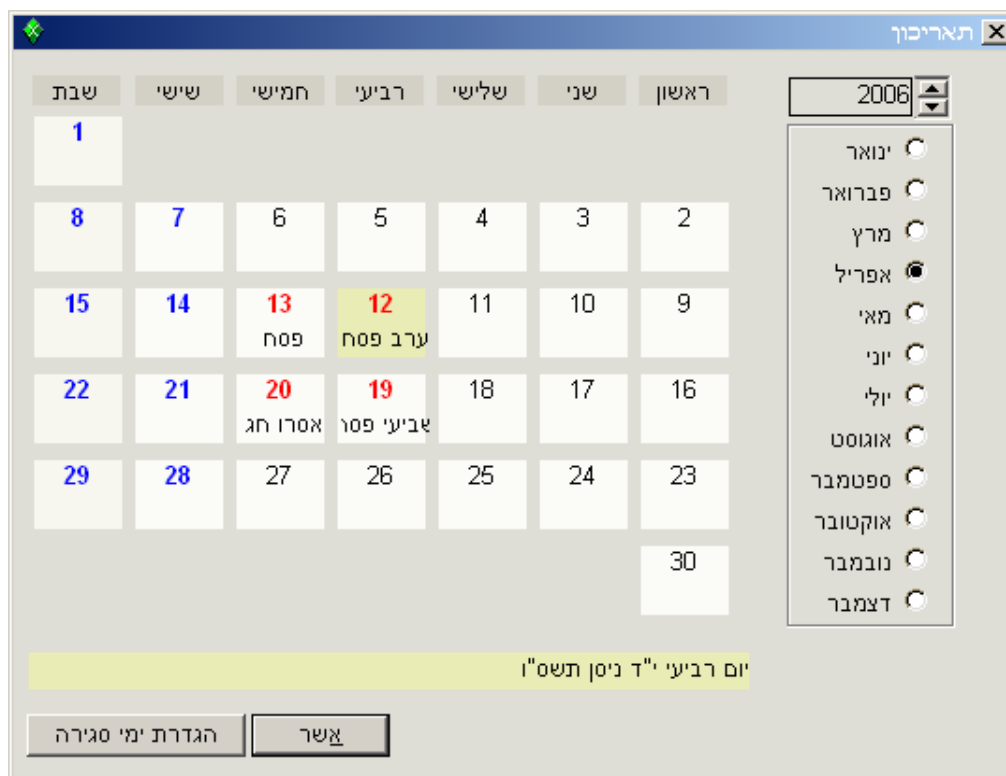 תאריכון
2006
ראשון שני שלישי רביעי חמישי שישי שבת
1
2 3 4 5 6 7 8
9 10 11 12 13 14 15
ערב פסח פסח
16 17 18 19 20 21 22
שביעי פסח אסרו חג
23 24 25 26 27 28 29
30
ינואר
פברואר
מרץ
אפריל
מאי
יוני
יולי
אוגוסט
ספטמבר
אוקטובר
נובמבר
דצמבר
יום רביעי י"ד ניסן תשס"ו
אשר הגדרת ימי סגירה